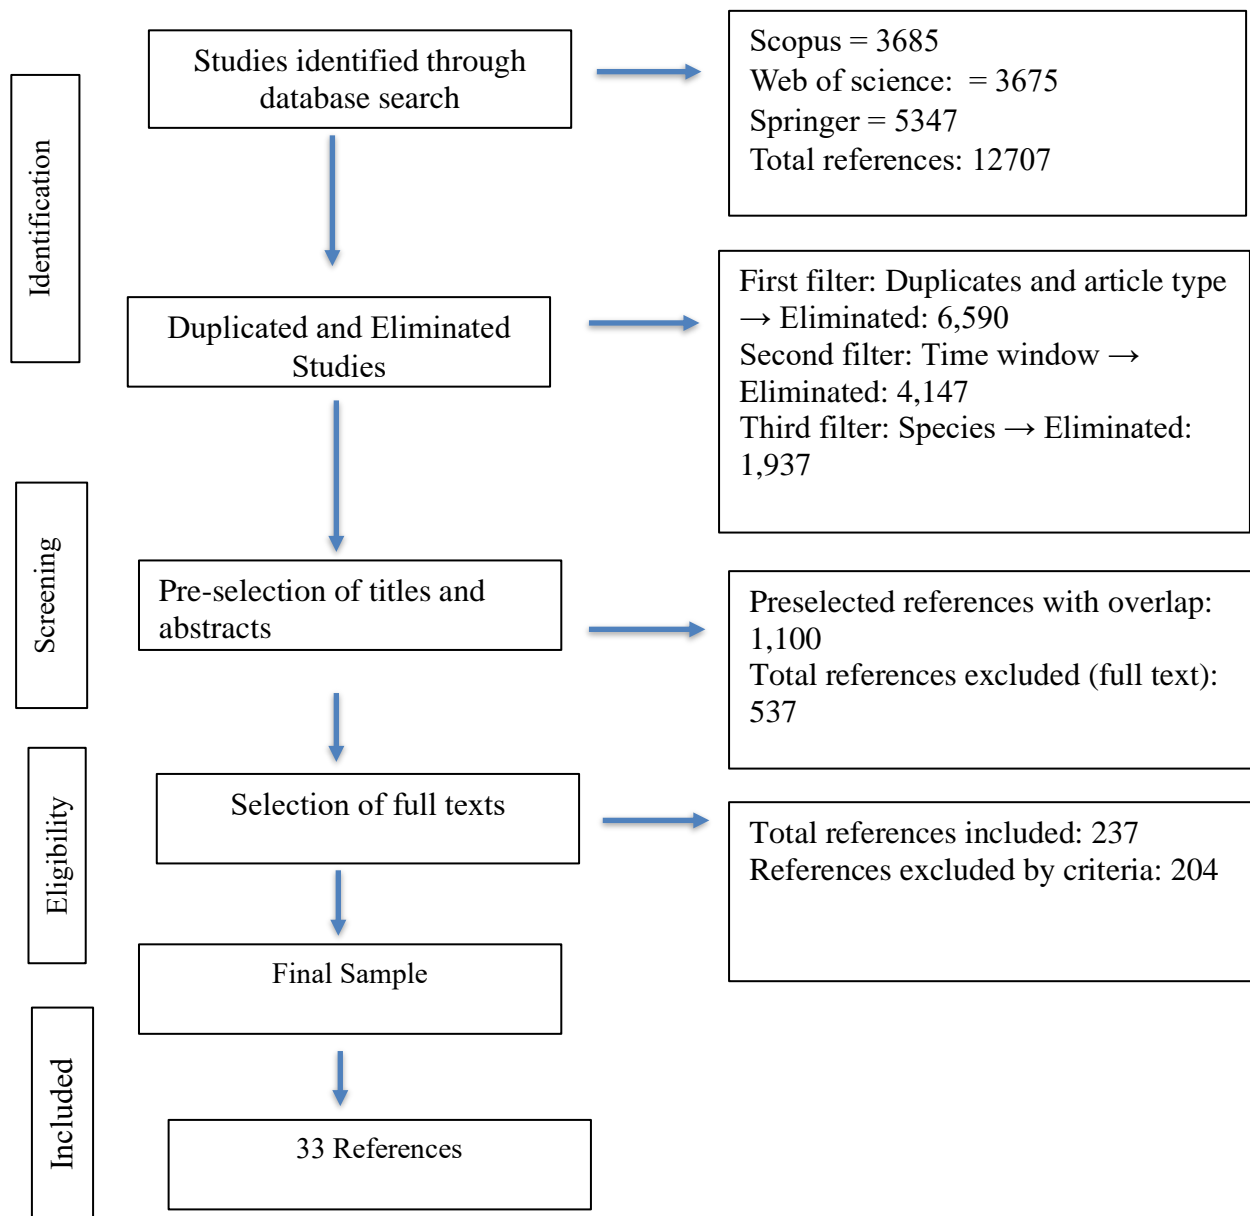 Identification
Studies identified through
database search
Scopus = 3685
Web of science:  = 3675
Springer = 5347
Total references: 12707
Duplicated and Eliminated
Studies
First filter: Duplicates and article type
→ Eliminated: 6,590
Second filter: Time window →
Eliminated: 4,147
Third filter: Species → Eliminated:
1,937
Screening
Pre-selection of titles and
abstracts
Preselected references with overlap:
1,100
Total references excluded (full text):
537
Eligibility
Selection of full texts
Total references included: 237
References excluded by criteria: 204
Final Sample
Included
33 References